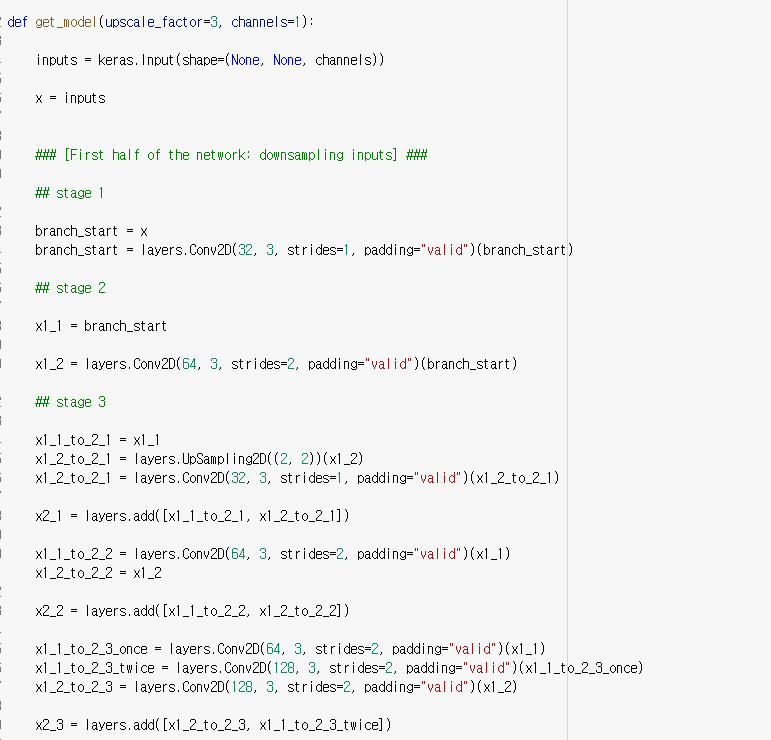 def get_model(upscale_factor=3, channels=1):
inputs = keras.Input(shape=(None, None, channels))
x = inputs
### [First half of the network: downsampling inputs] ###
## stage 1
branch_start = x
branch_start = layers.Conv2D(32, 3, strides=1, padding="valid")(branch_start)
## stage 2
x1_1 = branch_start
x1_2 = layers.Conv2D(64, 3, strides=2, padding="valid")(branch_start)
## stage 3
x1_1_to_2_1 = x1_1
x1_2_to_2_1 = layers.UpSampling2D((2, 2))(x1_2)
x1_2_to_2_1 = layers.Conv2D(32, 3, strides=1, padding="valid")(x1_2_to_2_1)
x2_1 = layers.add([x1_1_to_2_1, x1_2_to_2_1])
x1_1_to_2_2 = layers.Conv2D(64, 3, strides=2, padding="valid")(x1_1)
x1_2_to_2_2 = x1_2
x2_2 = layers.add([x1_1_to_2_2, x1_2_to_2_2])
x1_1_to_2_3_once = layers.Conv2D(64, 3, strides=2, padding="valid")(x1_1)
x1_1_to_2_3_twice = layers.Conv2D(128, 3, strides=2, padding="valid")(x1_1_to_2_3_once)
x1_2_to_2_3 = layers.Conv2D(128, 3, strides=2, padding="valid")(x1_2)
x2_3 = layers.add([x1_2_to_2_3, x1_1_to_2_3_twice])